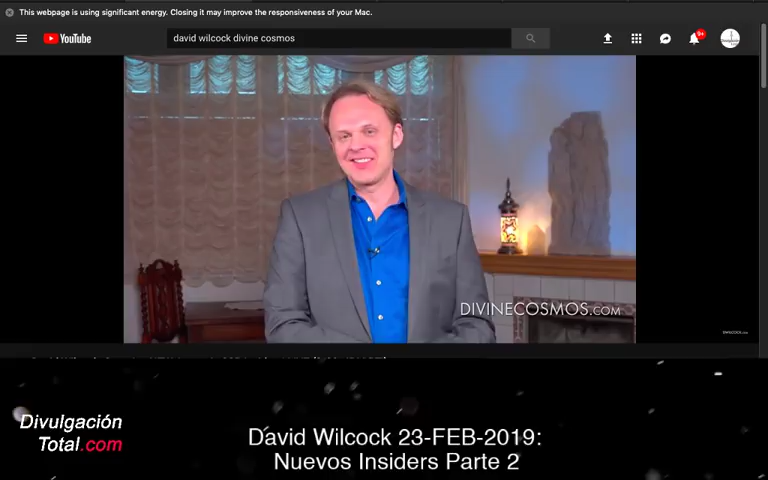 This webpage is using significant energy. Closing it may improve the responsiveness of your Mac.
YouTube
david wilcock divine cosmos
9+
DIVINECOSMOS.COM
Divulgación
Total.com
David Wilcock 23-FEB-2019:
Nuevos Insiders Parte 2